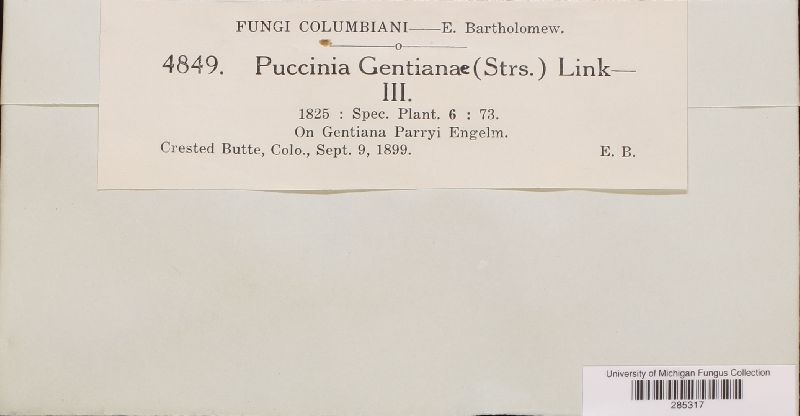 FUNGI COLUMBIANI——E. Bartholomew.
4849. Puccinia Gentianae (Strs.) Link—
III.
1825 : Spec. Plant. 6 : 73.
On Gentiana Parryi Engelm.
Crested Butte, Colo., Sept. 9, 1899. E. B.
University of Michigan Fungus Collection
285317